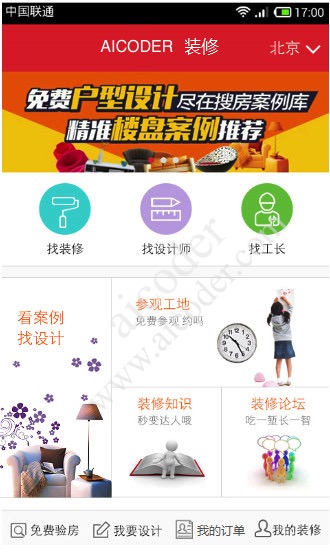 中国联通 17:00
AICODER 装修 北京
免费户型设计尽在搜房案例库
精准楼盘案例推荐
找装修 找设计师 找工长
看案例
找设计
参观工地
免费参观 约吗
装修知识
秒变达人哦
装修论坛
吃一堑长一智
免费验房 我要设计 我的订单 我的装修
www.aicoder.com
aicoder